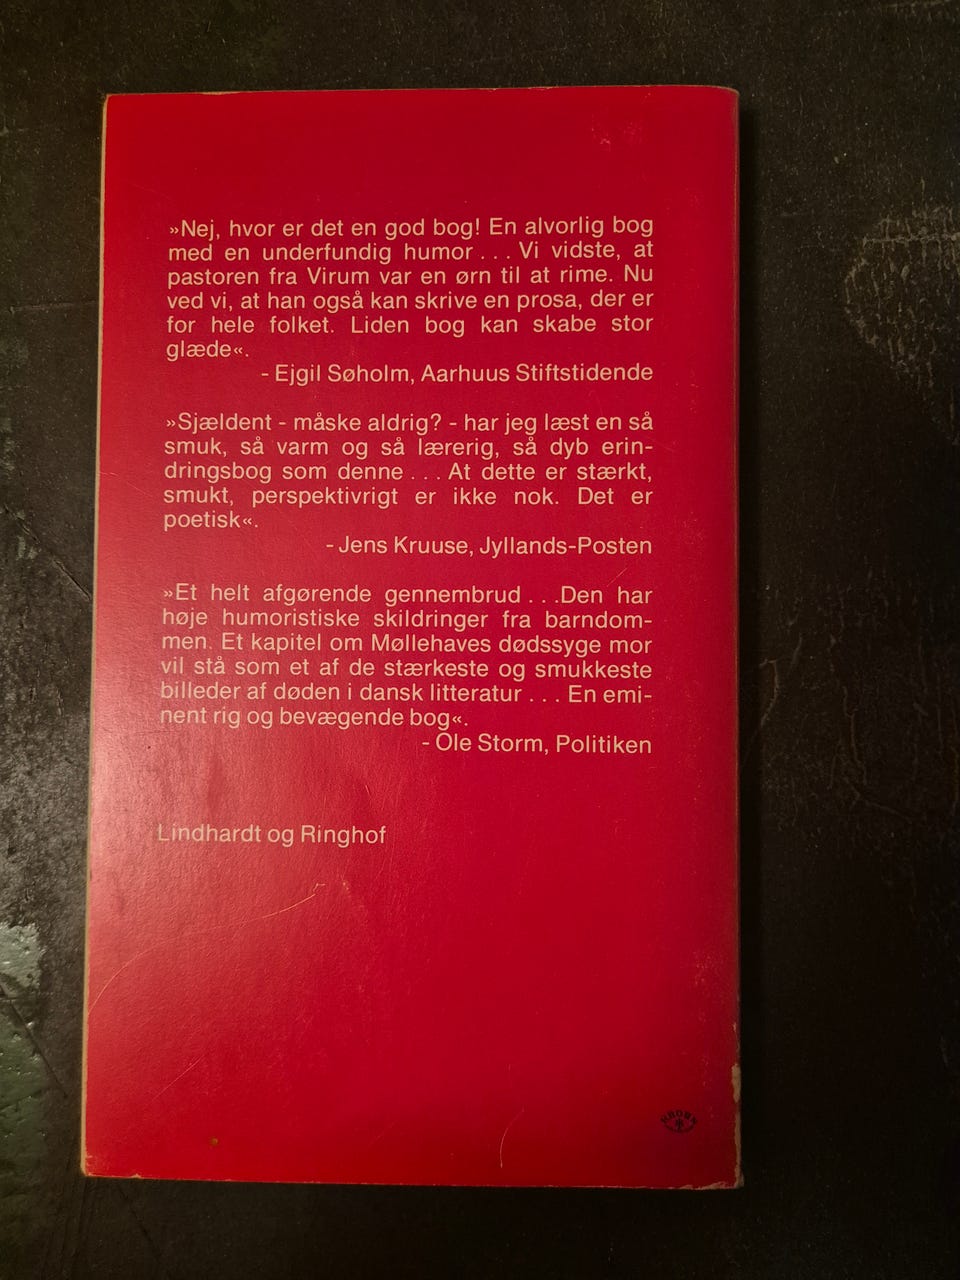 »Nej, hvor er det en god bog! En alvorlig bog
med en underfundig humor . . . Vi vidste, at
pastoren fra Virum var en ørn til at rime. Nu
ved vi, at han også kan skrive en prosa, der er
for hele folket. Liden bog kan skabe stor
glæde«.
- Ejgil Søholm, Aarhuus Stiftstidende
»Sjældent - måske aldrig? - har jeg læst en så
smuk, så varm og så lærerig, så dyb erin-
dringsbog som denne . . . At dette er stærkt,
smukt, perspektivrigt er ikke nok. Det er
poetisk«.
- Jens Kruuse, Jyllands-Posten
»Et helt afgørende gennembrud . . .Den har
høje humoristiske skildringer fra barndom-
men. Et kapitel om Møllehaves dødssyge mor
vil stå som et af de stærkeste og smukkeste
billeder af døden i dansk litteratur . . . En emi-
nent rig og bevægende bog«.
- Ole Storm, Politiken
Lindhardt og Ringhof